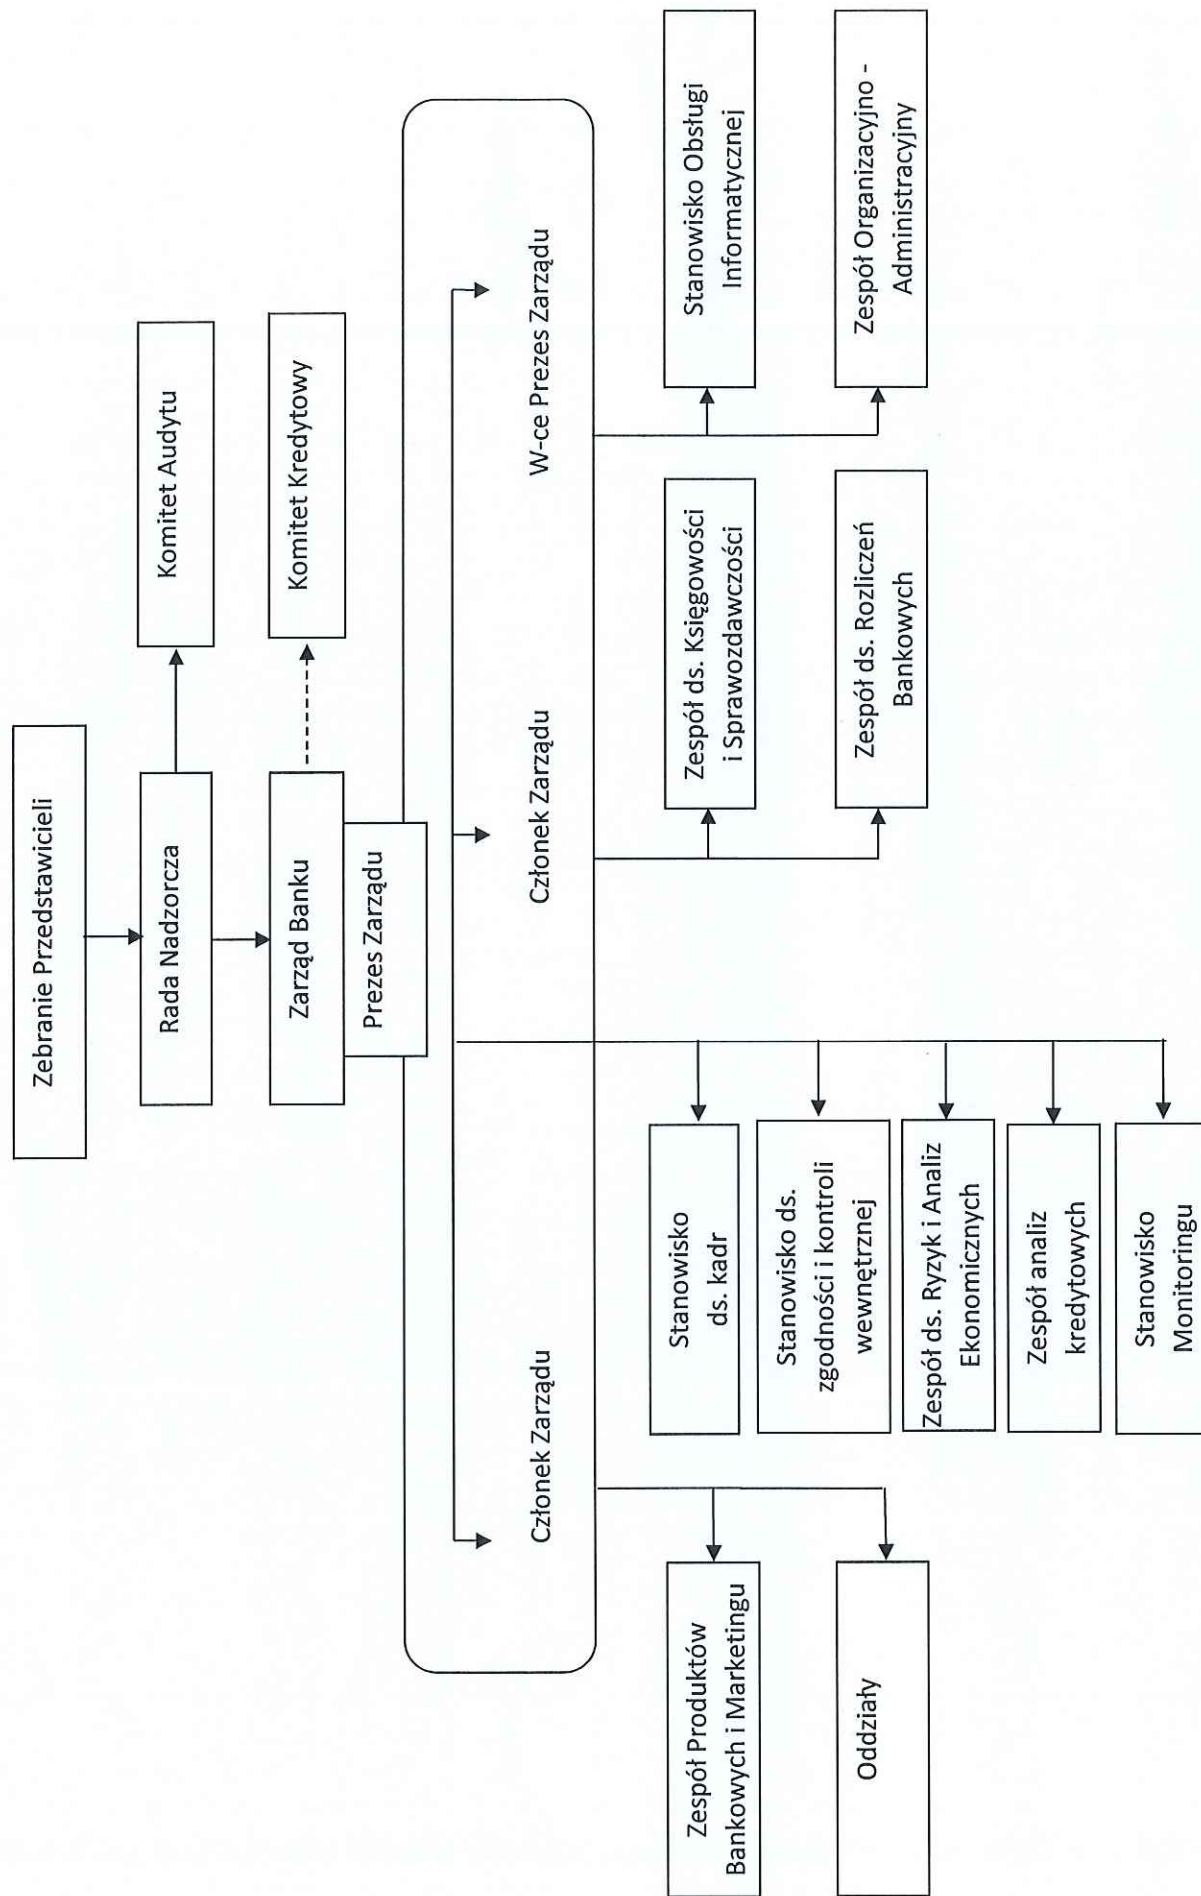 Zebranie Przedstawicieli
Rada Nadzorcza
Komitet Audytu
Zarząd Banku
Komitet Kredytowy
Prezes Zarządu
Członek Zarządu
Członek Zarządu
W-ce Prezes Zarządu
Zespół Produktów
Bankowych i Marketingu
Oddziały
Stanowisko
ds. kadr
Stanowisko ds.
zgodności i kontroli
wewnętrznej
Zespół ds. Ryzyk i Analiz
Ekonomicznych
Zespół analiz
kredytowych
Stanowisko
Monitoringu
Zespół ds. Księgowości
i Sprawozdawczości
Zespół ds. Rozliczeń
Bankowych
Stanowisko Obsługi
Informatycznej
Zespół Organizacyjno -
Administracyjny